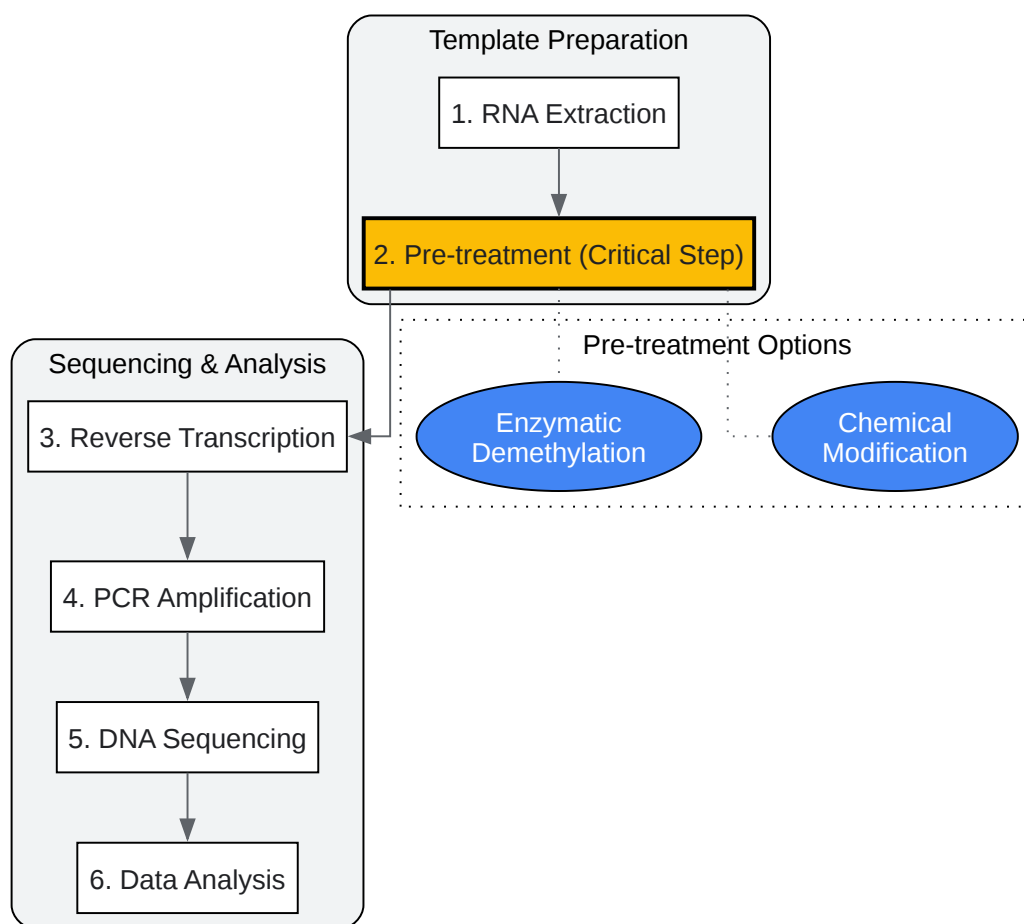 Template Preparation
1. RNA Extraction
2. Pre-treatment (Critical Step)
Pre-treatment Options
Enzymatic
Demethylation
Chemical
Modification
Sequencing & Analysis
3. Reverse Transcription
4. PCR Amplification
5. DNA Sequencing
6. Data Analysis